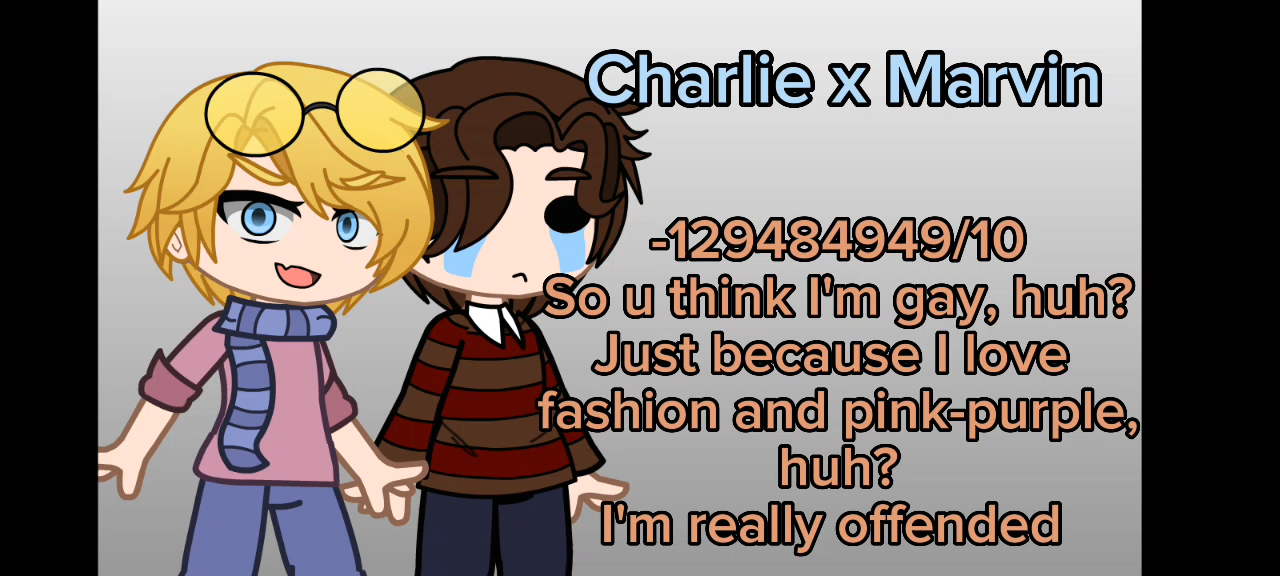 Charlie x Marvin
-129484949/10
So u think I'm gay, huh?
Just because I love
fashion and pink-purple,
huh?
I'm really offended